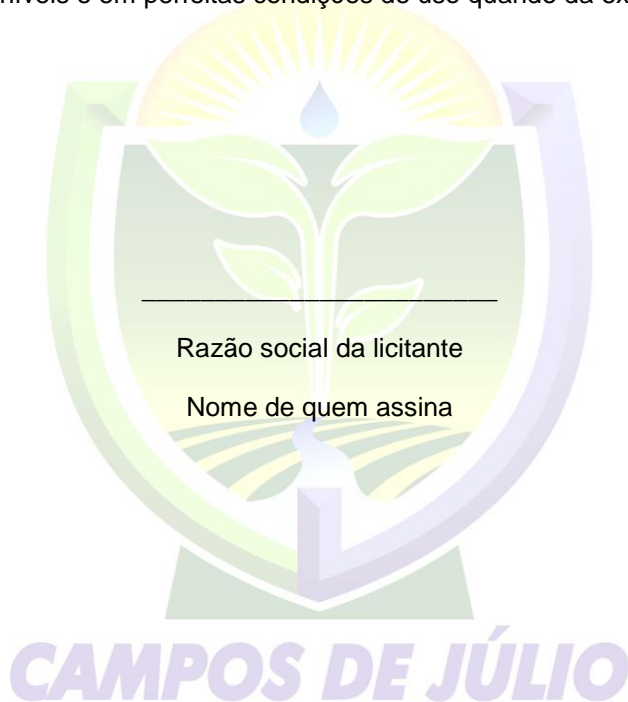 níveis e em perfeitas condições de uso quando da ex
__________________________
Razão social da licitante
Nome de quem assina
CAMPOS DE JÚLIO